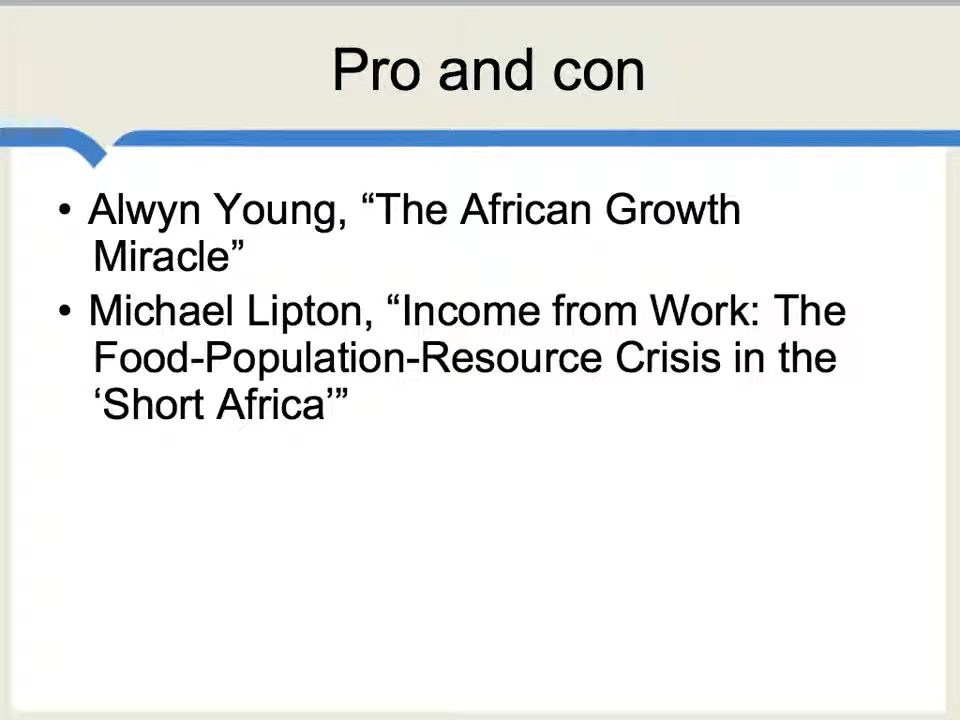 Pro and con
• Alwyn Young, “The African Growth
Miracle”
• Michael Lipton, “Income from Work: The
Food-Population-Resource Crisis in the
‘Short Africa’”